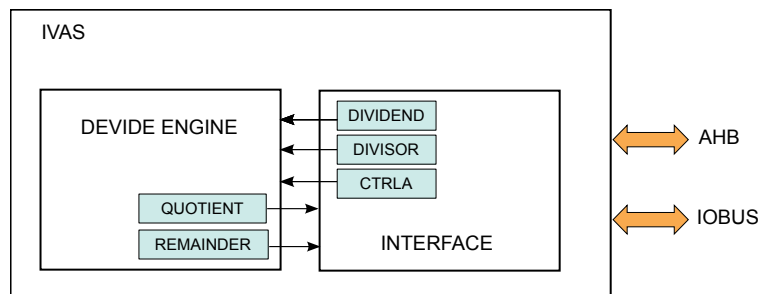 IVAS
DEVIDE ENGINE
DIVIDEND
DIVISOR
CTRLA
QUOTIENT
REMAINDER
INTERFACE
AHB
IOBUS